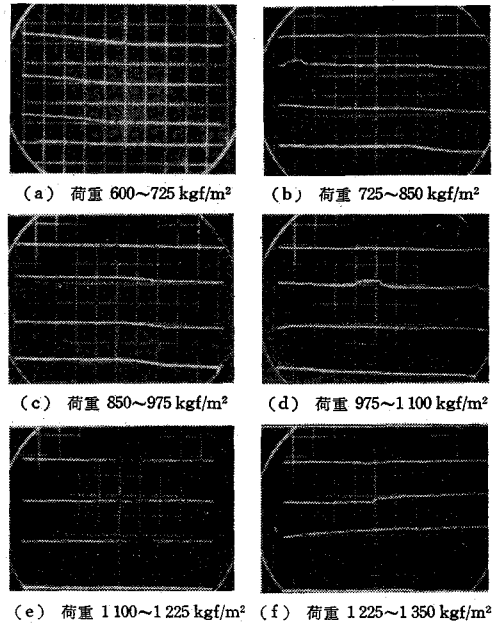 (a) 荷重 600~725 kgf/m²
(b) 荷重 725~850 kgf/m²
(c) 荷重 850~975 kgf/m²
(d) 荷重 975~1 100 kgf/m²
(e) 荷重 1 100~1 225 kgf/m²
(f) 荷重 1 225~1 350 kgf/m²